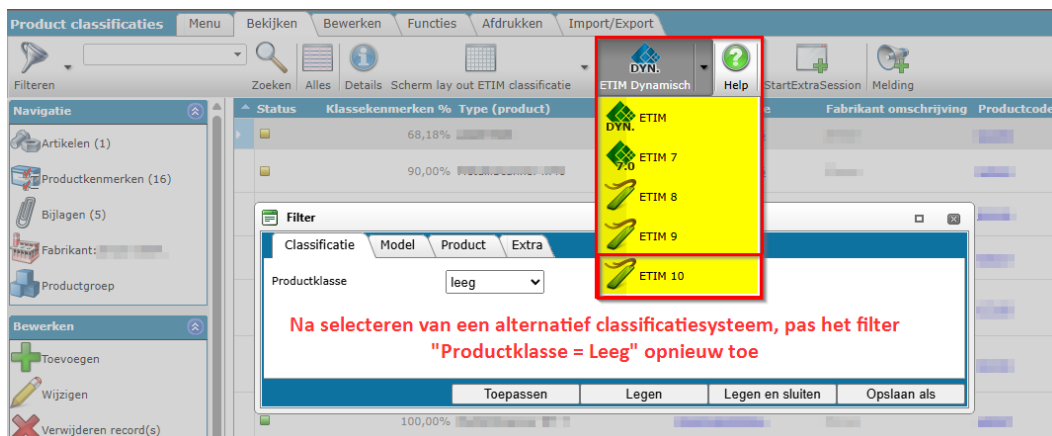 Product classificaties Menu Bekijken Bewerken Functies Afdrukken Import/Export
DYN.
Filteren Zoeken Alles Details Scherm lay out ETIM classificatie ETIM Dynamisch Help StartExtraSession Melding
Navigatie
Status Klassekenmerken % Type (product) Fabrikant omschrijving Productcode
Artikelen (1)
68,18%
DYN. ETIM
Productkenmerken (16)
90,00%
7.0 ETIM 7
Bijlagen (5)
ETIM 8
Fabrikant:
ETIM 9
Productgroep
ETIM 10
Filter
Classificatie Model Product Extra
Productklasse leeg
Na selecteren van een alternatief classificatiesysteem, pas het filter
"Productklasse = Leeg" opnieuw toe
Toepassen Legen Legen en sluiten Opslaan als
Bewerken
Toevoegen
Wijzigen
Verwijderen record(s)
100,00%